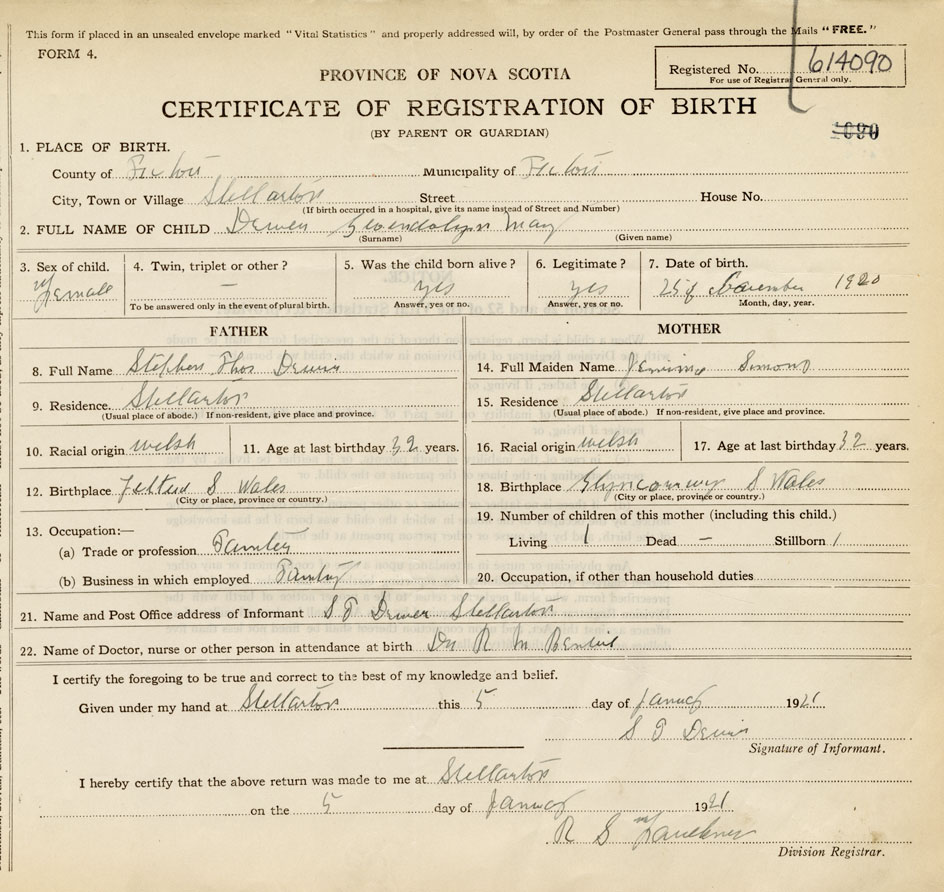 This form if placed in an unsealed envelope marked "Vital Statistics" and properly addressed will, by order of the Postmaster General pass through the Mails "FREE."
FORM 4.
Registered No. 614090
For use of Registrar General only.
PROVINCE OF NOVA SCOTIA
CERTIFICATE OF REGISTRATION OF BIRTH
(BY PARENT OR GUARDIAN)
1. PLACE OF BIRTH.
County of Pictou Municipality of Pictou
City, Town or Village Stellarton Street House No.
(If birth occurred in a hospital, give its name instead of Street and Number)
2. FULL NAME OF CHILD Gwendolyn May
(Surname) (Given name)
3. Sex of child. 4. Twin, triplet or other? 5. Was the child born alive? 6. Legitimate? 7. Date of birth.
Female — yes yes 1920
To be answered only in the event of plural birth. Answer, yes or no. Answer, yes or no. Month, day, year.
FATHER MOTHER
8. Full Name Stephen Thos 14. Full Maiden Name
9. Residence. Stellarton 15. Residence Stellarton
(Usual place of abode.) If non-resident, give place and province. (Usual place of abode.) If non-resident, give place and province.
10. Racial origin welsh 11. Age at last birthday 32 years. 16. Racial origin welsh 17. Age at last birthday 32 years.
12. Birthplace S Wales 18. Birthplace S Wales
(City or place, province or country.) (City or place, province or country.)
19. Number of children of this mother (including this child.)
13. Occupation:—
(a) Trade or profession Living 1 Dead — Stillborn /
(b) Business in which employed 20. Occupation, if other than household duties
21. Name and Post Office address of Informant S T Stellarton
22. Name of Doctor, nurse or other person in attendance at birth Dr R M
I certify the foregoing to be true and correct to the best of my knowledge and belief.
Given under my hand at Stellarton this 5 day of January 1921.
S T
Signature of Informant.
I hereby certify that the above return was made to me at Stellarton
on the 5 day of January 1921
R S Faulkner
Division Registrar.